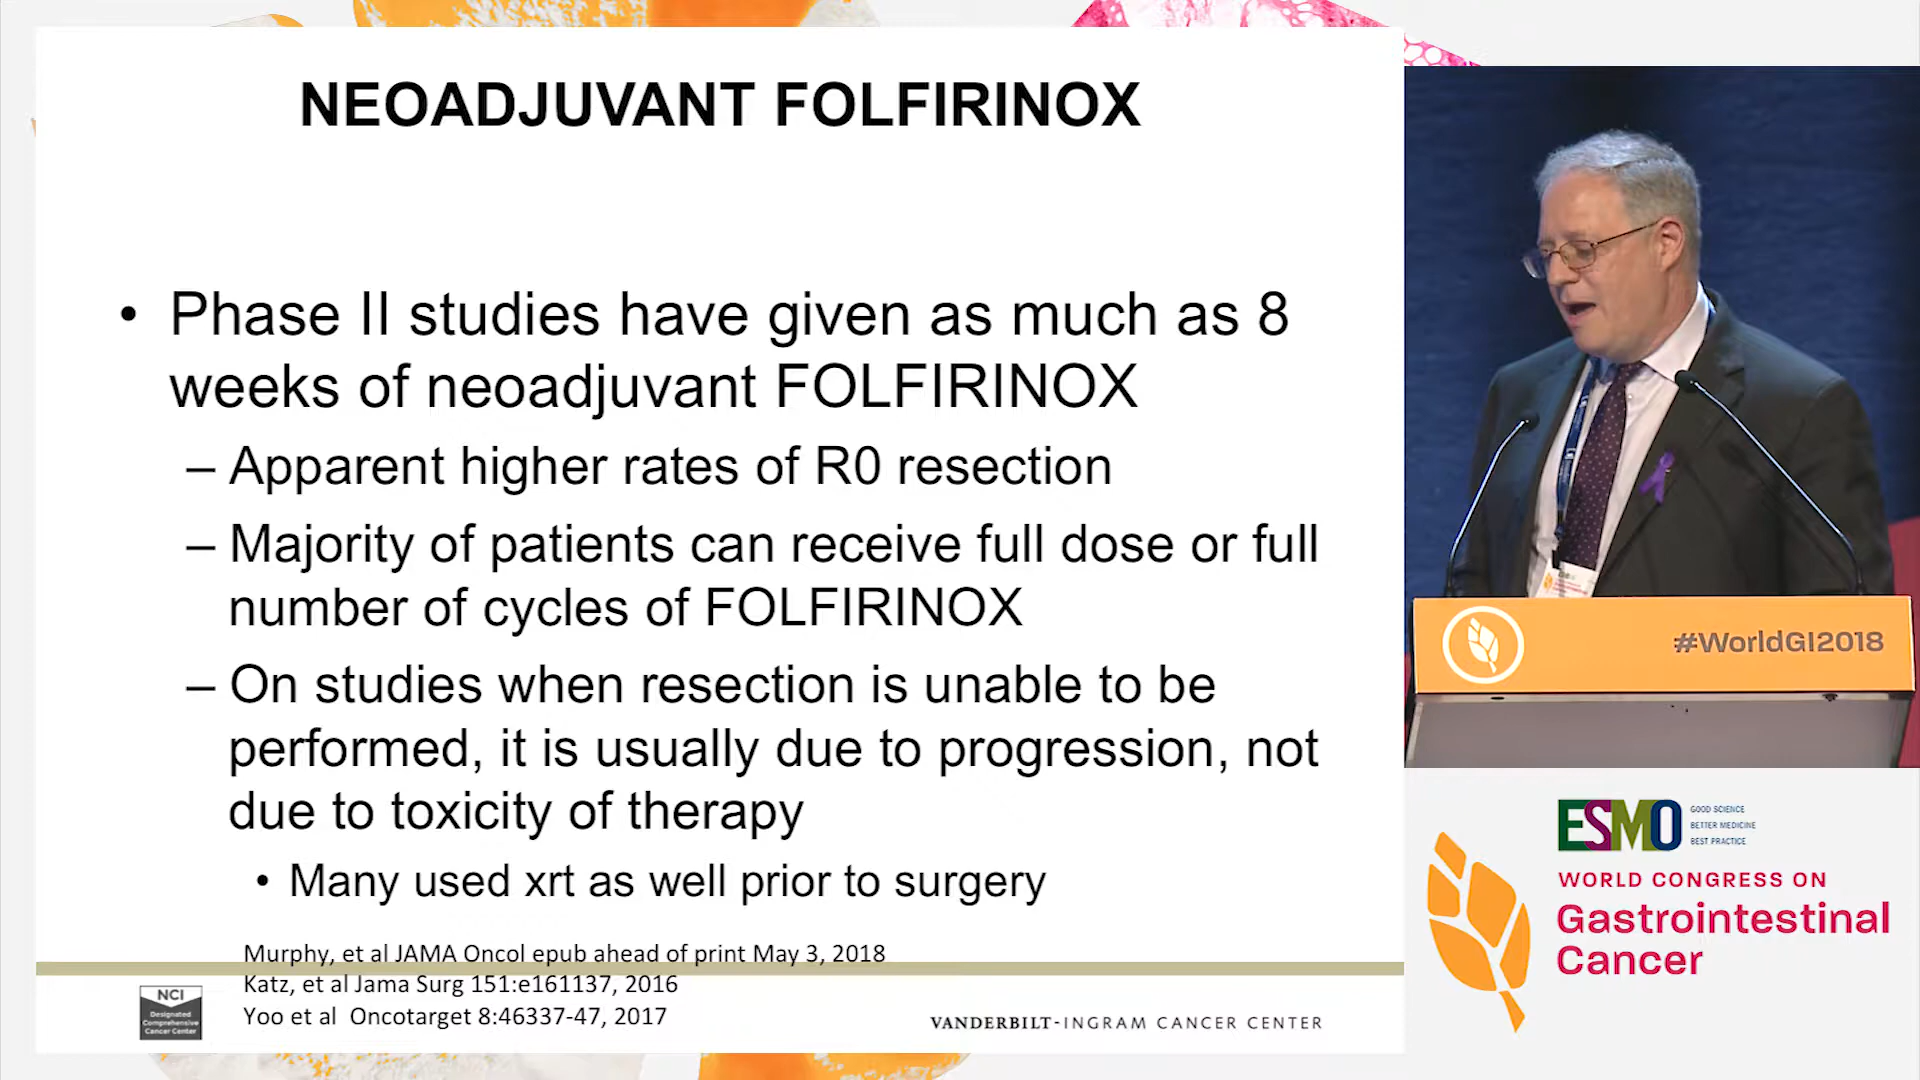 NEOADJUVANT FOLFIRINOX
• Phase II studies have given as much as 8
weeks of neoadjuvant FOLFIRINOX
– Apparent higher rates of R0 resection
– Majority of patients can receive full dose or full
number of cycles of FOLFIRINOX
– On studies when resection is unable to be
performed, it is usually due to progression, not
due to toxicity of therapy
• Many used xrt as well prior to surgery
Murphy, et al JAMA Oncol epub ahead of print May 3, 2018
Katz, et al Jama Surg 151:e161137, 2016
Yoo et al Oncotarget 8:46337-47, 2017
NCI
Designated
Comprehensive
Cancer Center
VANDERBILT-INGRAM CANCER CENTER
#WorldGI2018
ESMO
GOOD SCIENCE
BETTER MEDICINE
BEST PRACTICE
WORLD CONGRESS ON
Gastrointestinal
Cancer